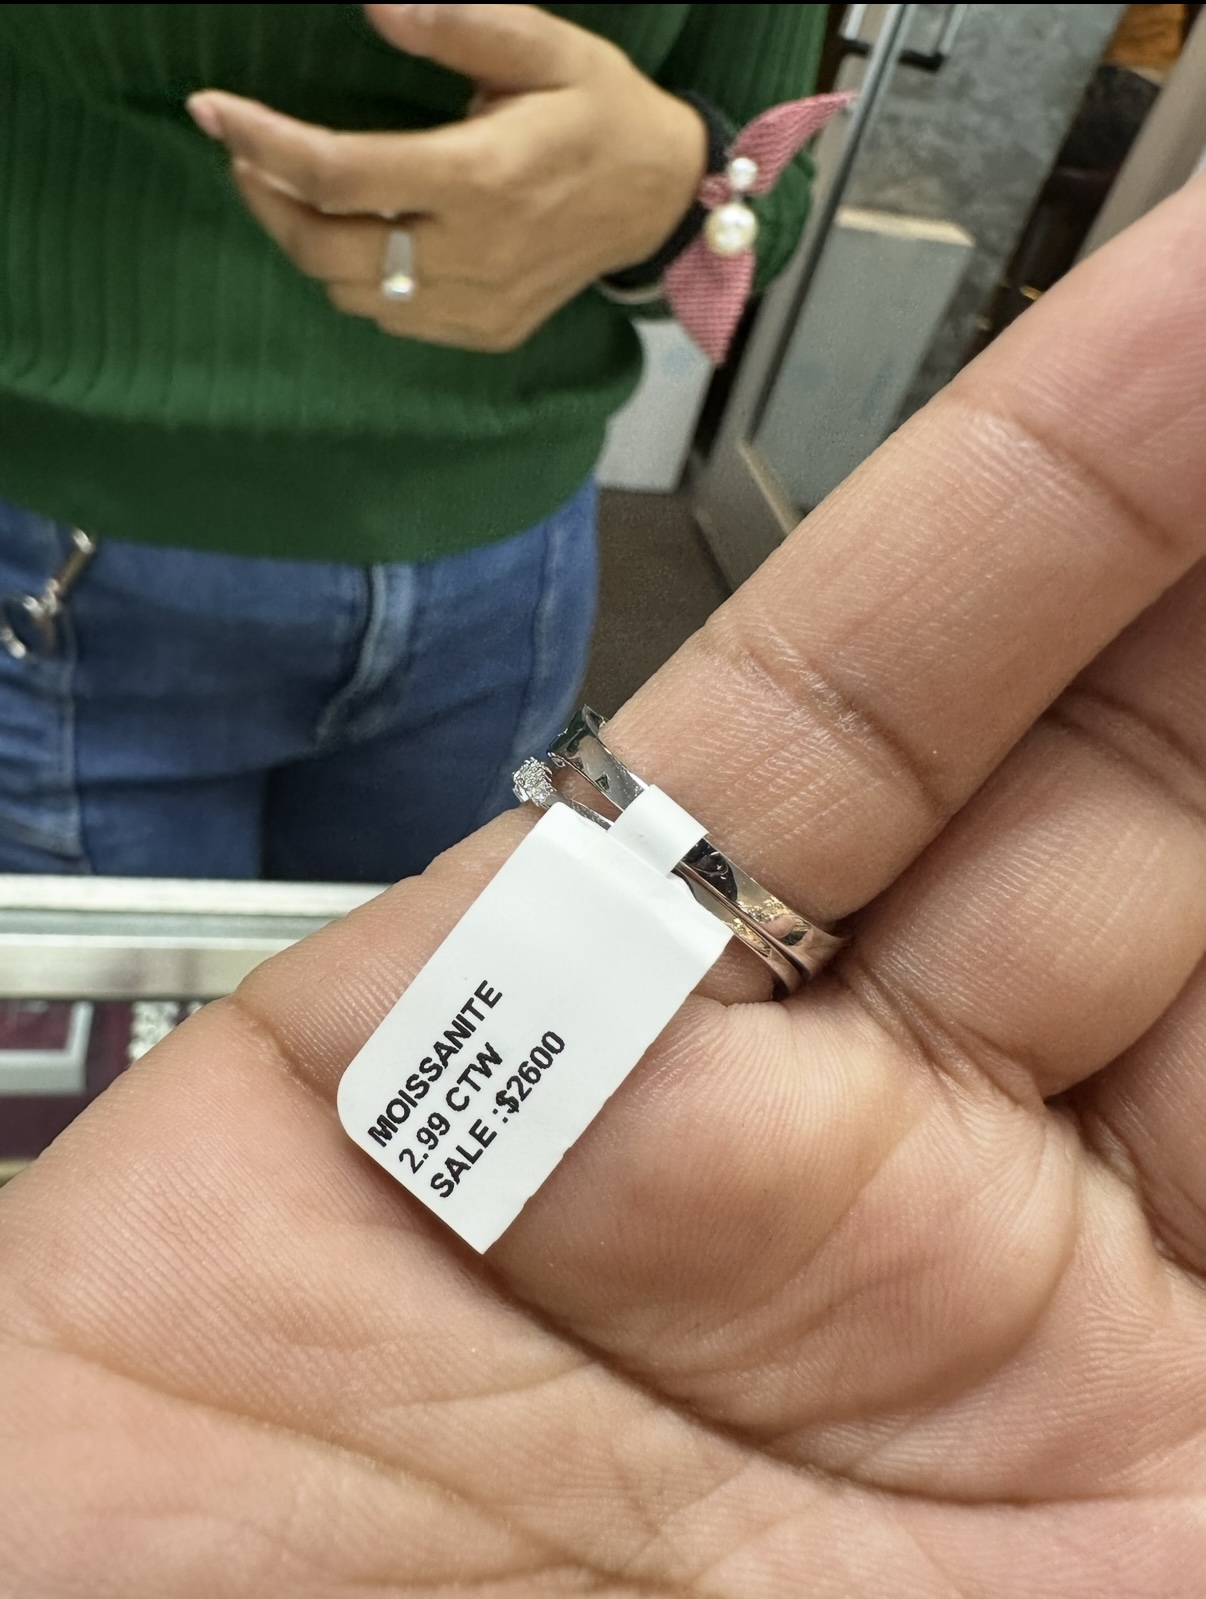 MOISSANITE
2.99 CTW
SALE :$2600